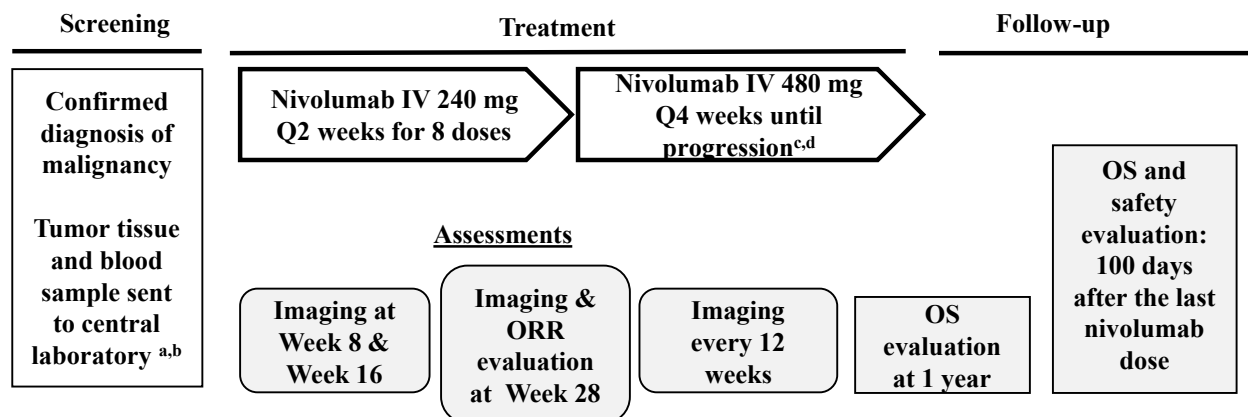 Screening
Treatment
Follow-up
Confirmed
diagnosis of
malignancy
Tumor tissue
and blood
sample sent
to central
laboratory a,b
Nivolumab IV 240 mg
Q2 weeks for 8 doses
Nivolumab IV 480 mg
Q4 weeks until
progressionc,d
Assessments
Imaging at
Week 8 &
Week 16
Imaging &
ORR
evaluation
at Week 28
Imaging
every 12
weeks
OS
evaluation
at 1 year
OS and
safety
evaluation:
100 days
after the last
nivolumab
dose